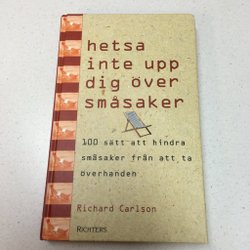 hetsa
inte upp
dig över
småsaker
100 sätt att hindra
småsaker från att ta
överhanden
Richard Carlson
RICHTERS